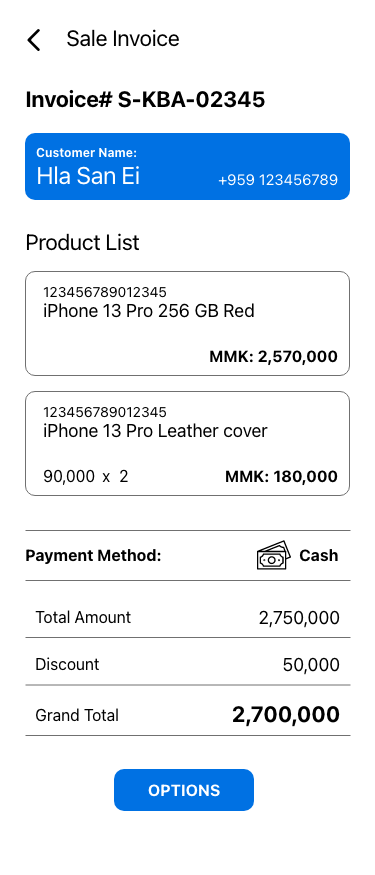 Sale Invoice
Invoice# S-KBA-02345
Customer Name:
Hla San Ei +959 123456789
Product List
123456789012345
iPhone 13 Pro 256 GB Red
MMK: 2,570,000
123456789012345
iPhone 13 Pro Leather cover
90,000 x 2 MMK: 180,000
Payment Method: Cash
Total Amount 2,750,000
Discount 50,000
Grand Total 2,700,000
OPTIONS